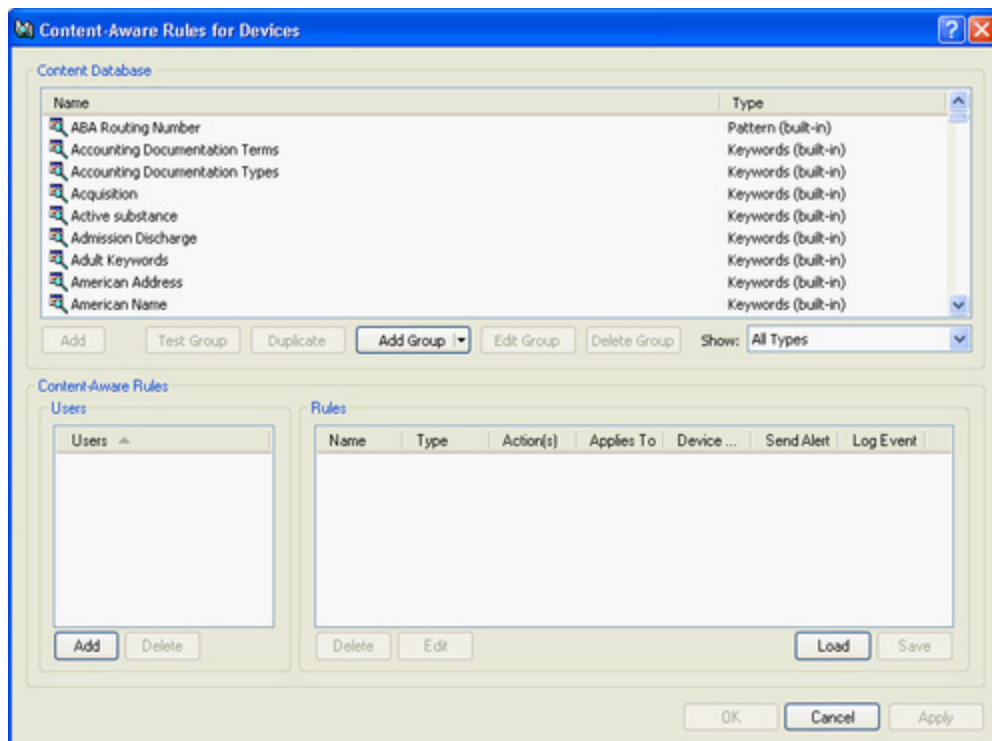 Content-Aware Rules for Devices
Content Database
Name Type
ABA Routing Number Pattern (built-in)
Accounting Documentation Terms Keywords (built-in)
Accounting Documentation Types Keywords (built-in)
Acquisition Keywords (built-in)
Active substance Keywords (built-in)
Admission Discharge Keywords (built-in)
Adult Keywords Keywords (built-in)
American Address Keywords (built-in)
American Name Keywords (built-in)
Add Test Group Duplicate Add Group Edit Group Delete Group Show: All Types
Content-Aware Rules
Users Rules
Users Name Type Action(s) Applies To Device ... Send Alert Log Event
Add Delete Delete Edit Load Save
OK Cancel Apply